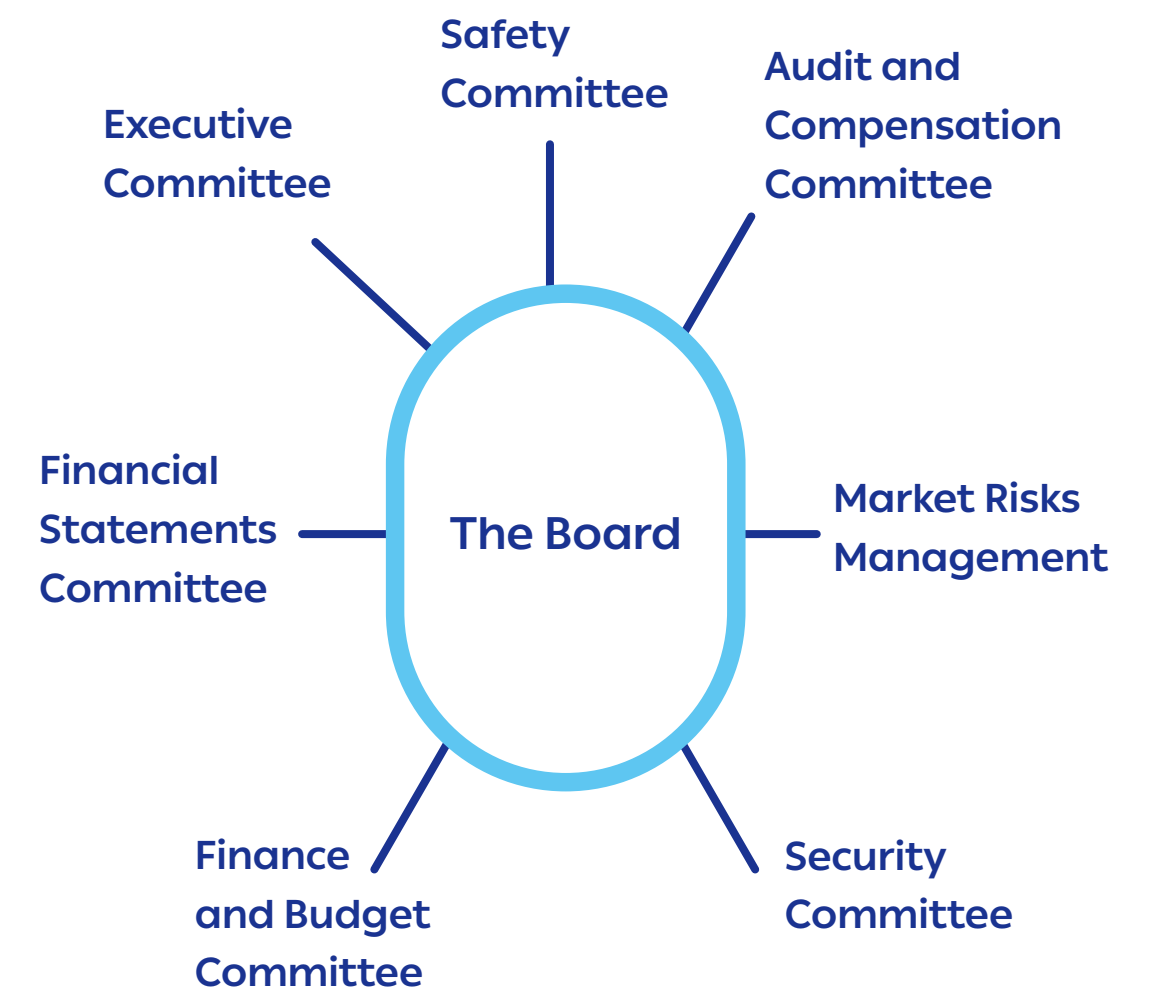 Safety
Committee
Audit and
Compensation
Committee
Executive
Committee
Financial
Statements
Committee
The Board
Market Risks
Management
Finance
and Budget
Committee
Security
Committee